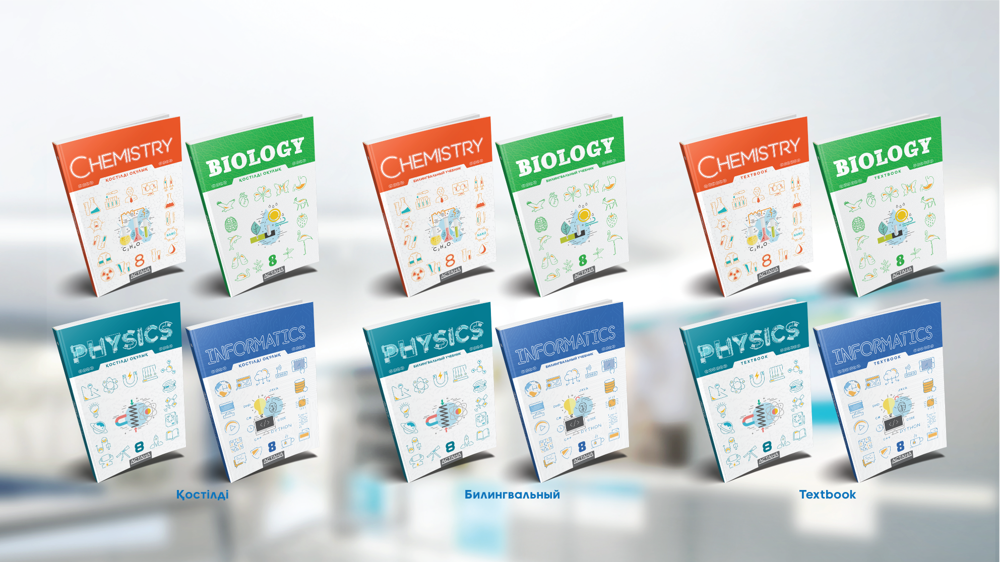 CHEMISTRY
ҚОСТІЛДІ ОҚУЛЫҚ
NANO
C₂H₄O
8
АСТАНА
BIOLOGY
ҚОСТІЛДІ ОҚУЛЫҚ
8
АСТАНА
CHEMISTRY
БИЛИНГВАЛЬНЫЙ УЧЕБНИК
NANO
C₂H₄O
8
АСТАНА
BIOLOGY
БИЛИНГВАЛЬНЫЙ УЧЕБНИК
8
АСТАНА
CHEMISTRY
TEXTBOOK
NANO
C₂H₄O
8
АСТАНА
BIOLOGY
TEXTBOOK
8
АСТАНА
PHYSICS
ҚОСТІЛДІ ОҚУЛЫҚ
8
АСТАНА
INFORMATICS
ҚОСТІЛДІ ОҚУЛЫҚ
JAVA
PHP
C#
CODE
</>
PYTHON
C++
8
АСТАНА
PHYSICS
БИЛИНГВАЛЬНЫЙ УЧЕБНИК
8
АСТАНА
INFORMATICS
БИЛИНГВАЛЬНЫЙ УЧЕБНИК
JAVA
PHP
C#
CODE
</>
PYTHON
C++
8
АСТАНА
PHYSICS
TEXTBOOK
8
АСТАНА
INFORMATICS
TEXTBOOK
JAVA
PHP
C#
CODE
</>
PYTHON
C++
8
АСТАНА
Қостілді
Билингвальный
Textbook